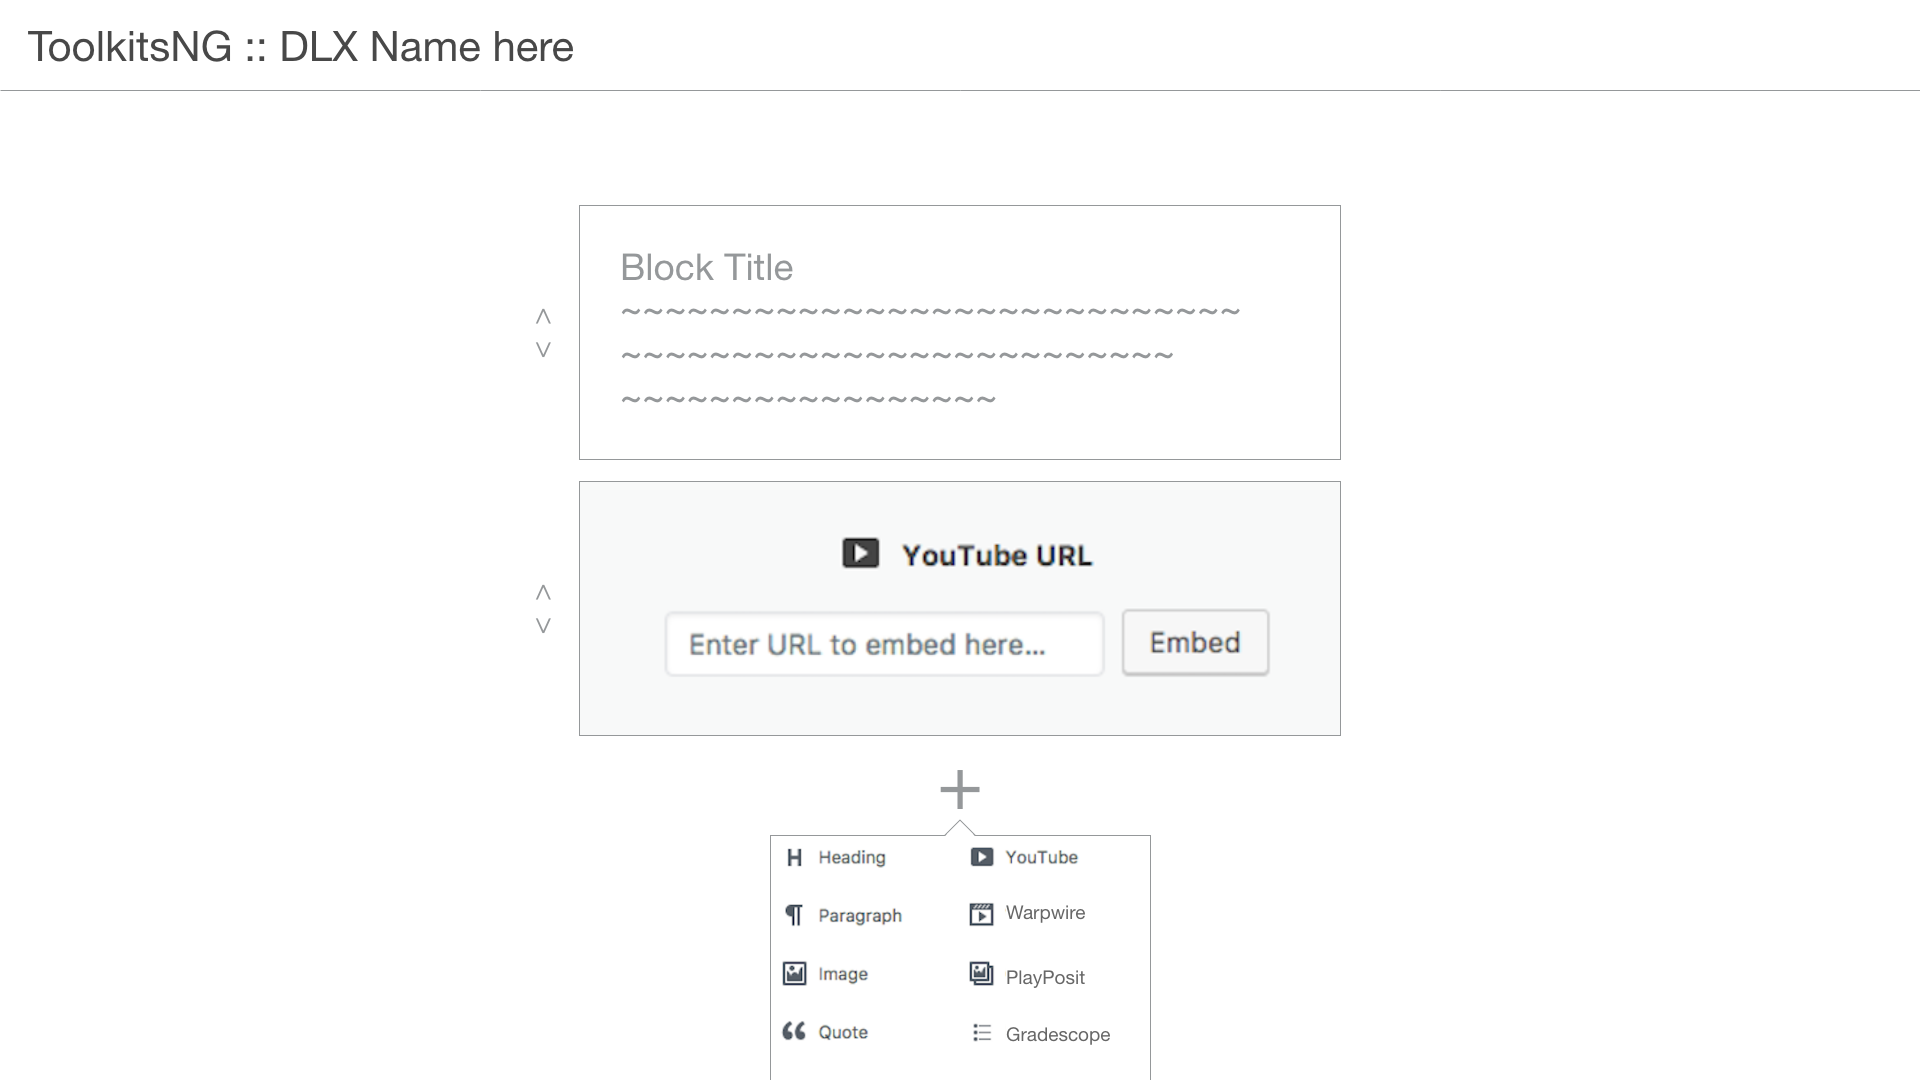 ToolkitsNG :: DLX Name here
Block Title
~~~~~~~~~~~~~~~~~~~~~~~~~~~~
~~~~~~~~~~~~~~~~~~~~~~~~~
~~~~~~~~~~~~~~~~~
YouTube URL
Enter URL to embed here...
Embed
+
Heading
YouTube
Paragraph
Warpwire
Image
PlayPosit
Quote
Gradescope